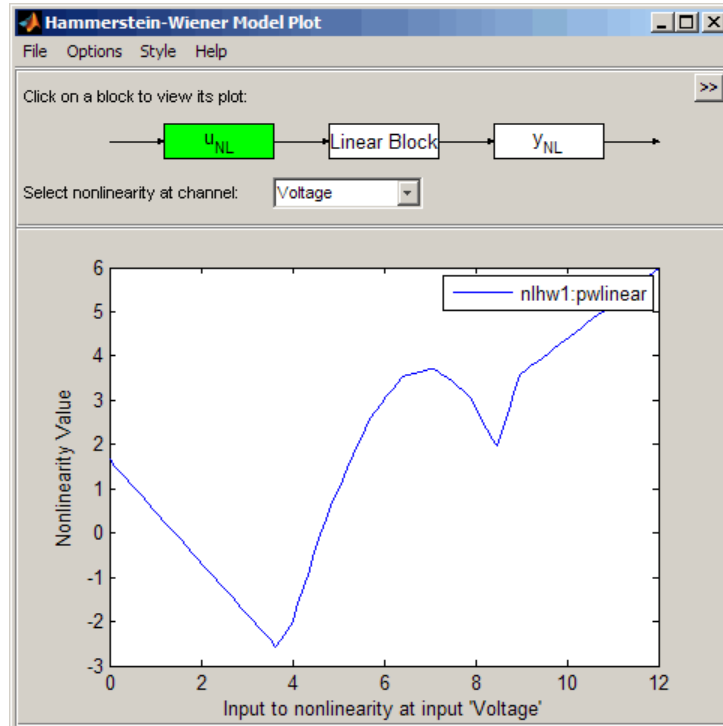 Hammerstein-Wiener Model Plot
File Options Style Help
Click on a block to view its plot:
>>
uNL
Linear Block
yNL
Select nonlinearity at channel:
Voltage
nlhw1:pwlinear
6
5
4
3
2
1
0
-1
-2
-3
Nonlinearity Value
0 2 4 6 8 10 12
Input to nonlinearity at input 'Voltage'